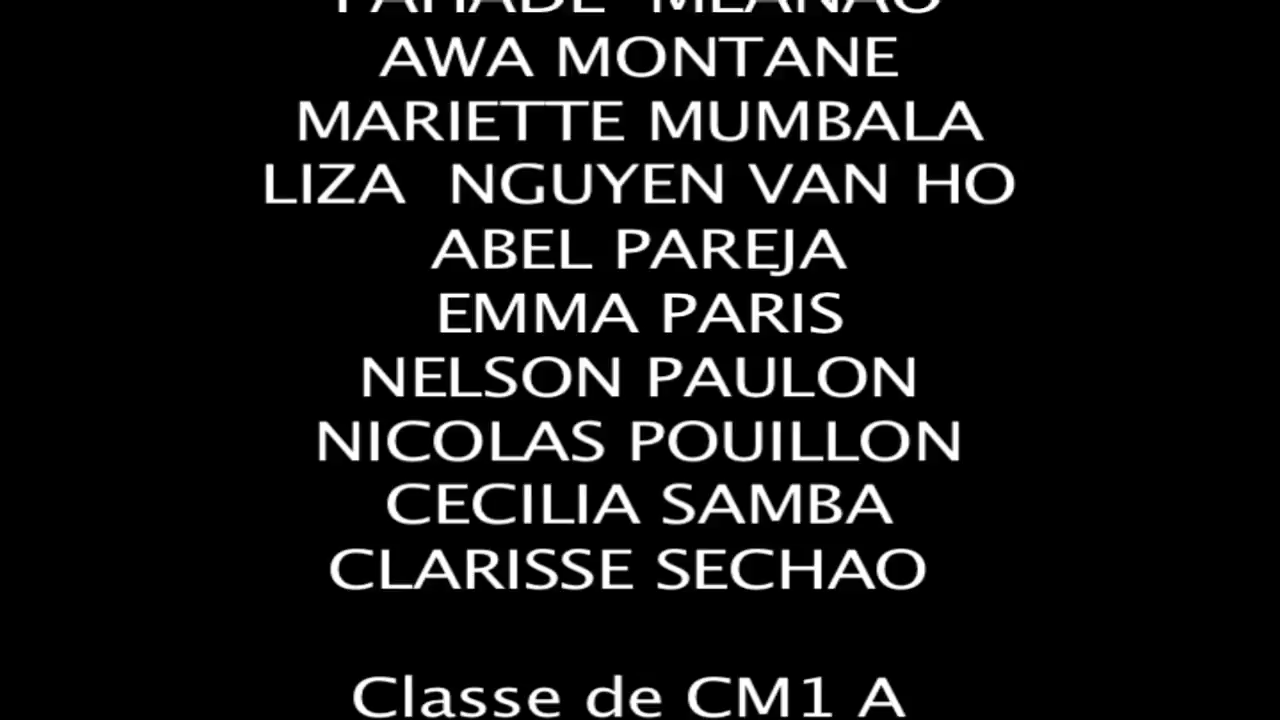 AWA MONTANE
MARIETTE MUMBALA
LIZA  NGUYEN VAN HO
ABEL PAREJA
EMMA PARIS
NELSON PAULON
NICOLAS POUILLON
CECILIA SAMBA
CLARISSE SECHAO
Classe de CM1 A